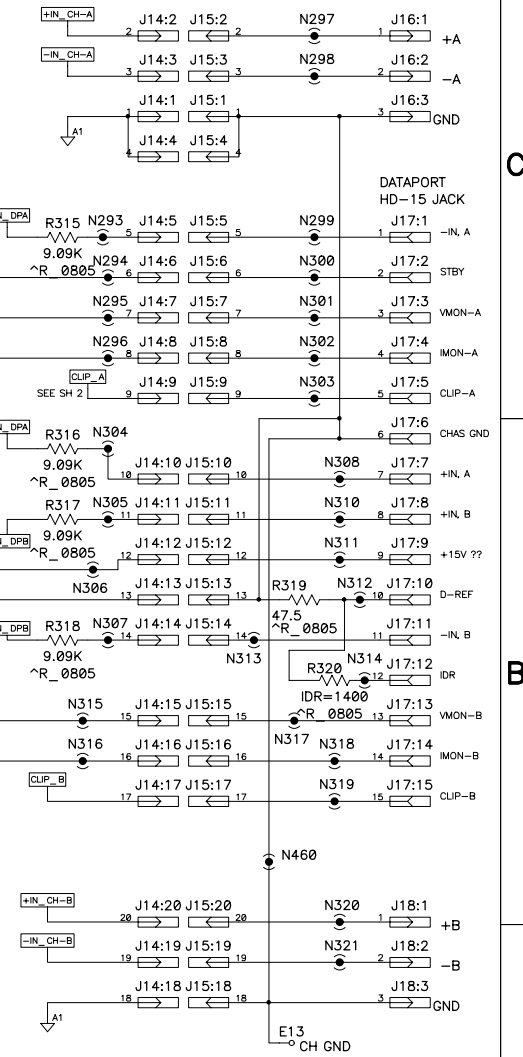 +IN_CH-A J14:2 J15:2 N297 J16:1
2 2 1 +A
-IN_CH-A J14:3 J15:3 N298 J16:2
3 3 2 -A
J14:1 J15:1 J16:3
1 1 3 GND
A1
J14:4 J15:4
4 4
C
DATAPORT
HD-15 JACK
N_DPA R315 N293 J14:5 J15:5 N299 J17:1
5 5 1 -IN, A
9.09K
^R_0805 N294 J14:6 J15:6 N300 J17:2
6 6 2 STBY
N295 J14:7 J15:7 N301 J17:3
7 7 3 VMON-A
N296 J14:8 J15:8 N302 J17:4
8 8 4 IMON-A
CLIP_A J14:9 J15:9 N303 J17:5
SEE SH 2 9 9 5 CLIP-A
J17:6
6 CHAS GND
N_DPA R316 N304
9.09K
^R_0805
J14:10 J15:10 N308 J17:7
10 10 7 +IN, A
R317 N305 J14:11 J15:11 N310 J17:8
11 11 8 +IN, B
N_DPB 9.09K
^R_0805
J14:12 J15:12 N311 J17:9
12 12 9 +15V ??
N306
J14:13 J15:13 R319 N312 J17:10
13 13 10 D-REF
47.5
^R_0805
N_DPB R318 N307 J14:14 J15:14 J17:11
14 14 11 -IN, B
9.09K
^R_0805
N313
R320 N314 J17:12
12 IDR
IDR=1400
^R_0805
N315 J14:15 J15:15 J17:13
15 15 13 VMON-B
N317
N316 J14:16 J15:16 N318 J17:14
16 16 14 IMON-B
B
CLIP_B J14:17 J15:17 N319 J17:15
17 17 15 CLIP-B
N460
+IN_CH-B J14:20 J15:20 N320 J18:1
20 20 1 +B
-IN_CH-B J14:19 J15:19 N321 J18:2
19 19 2 -B
J14:18 J15:18 J18:3
18 18 3 GND
A1
E13
CH GND